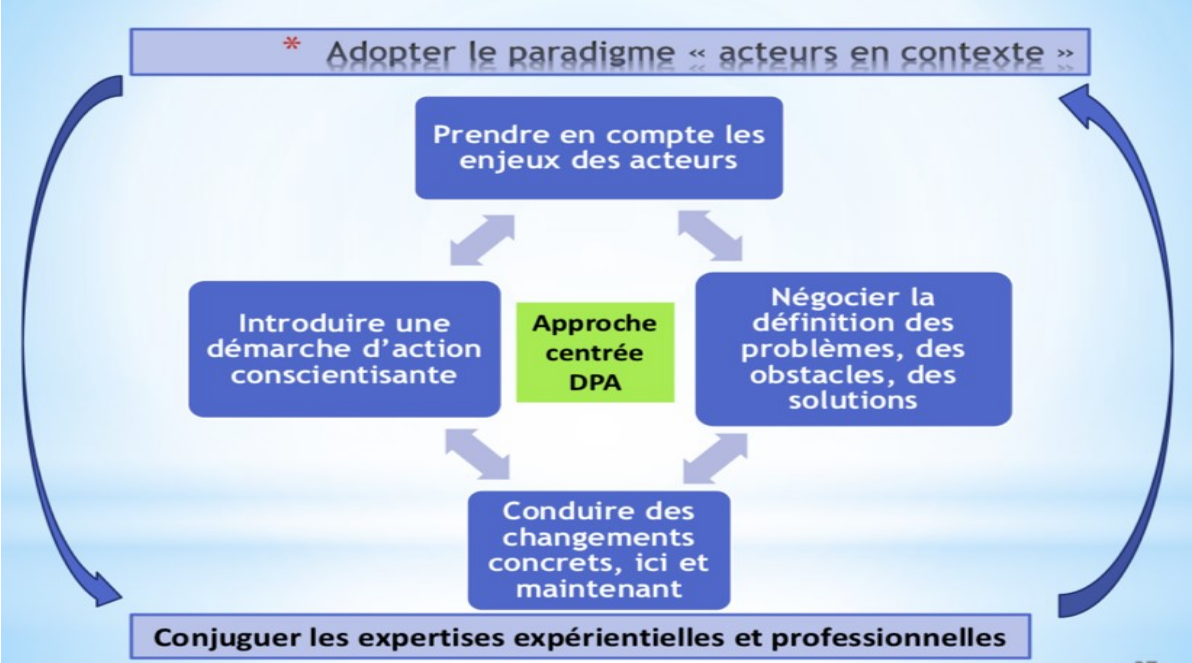 * Adopter le paradigme « acteurs en contexte »
Prendre en compte les
enjeux des acteurs
Introduire une
démarche d’action
conscientisante
Approche
centrée
DPA
Négocier la
définition des
problèmes, des
obstacles, des
solutions
Conduire des
changements
concrets, ici et
maintenant
Conjuguer les expertises expérientielles et professionnelles